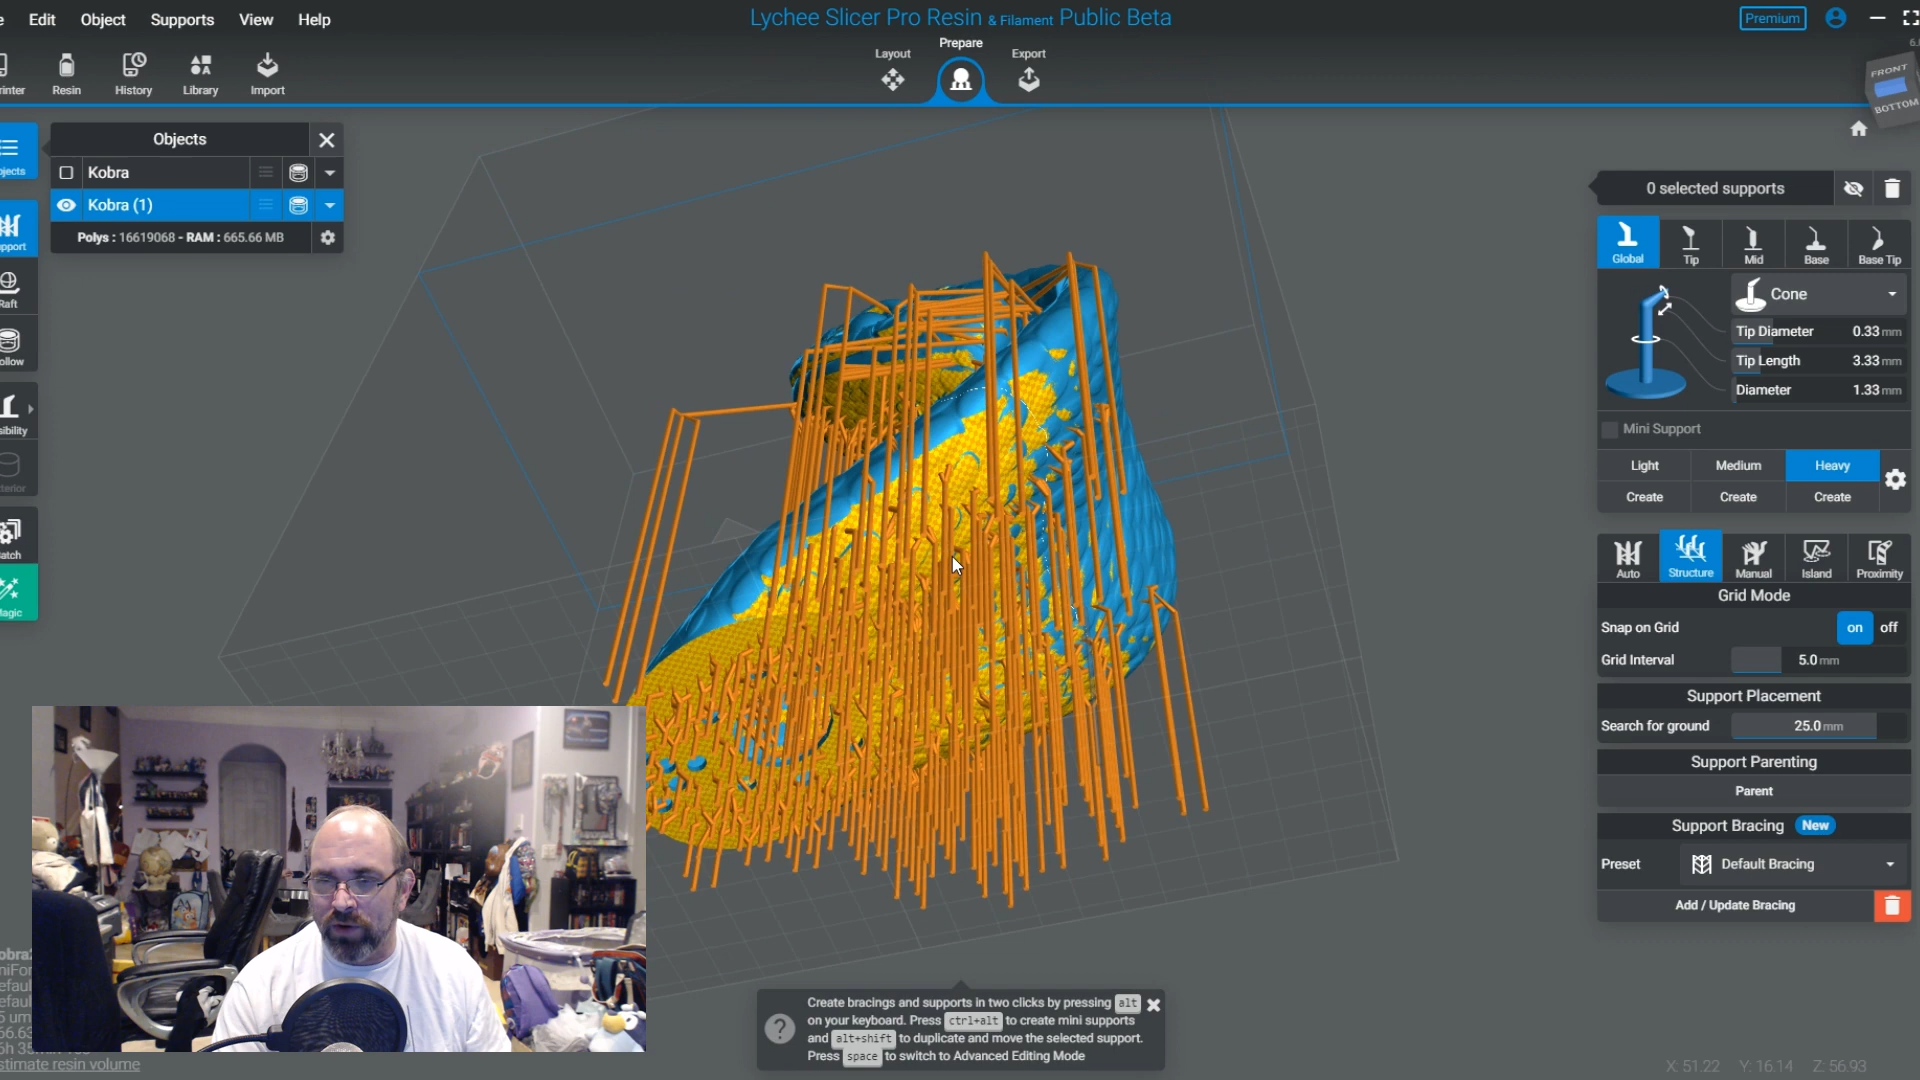 Edit Object Supports View Help
Lychee Slicer Pro Resin & Filament Public Beta
Premium
Resin History Library Import
Layout Prepare Export
FRONT
BOTTOM
Objects
Kobra
Kobra (1)
Polys : 16619068 - RAM : 665.66 MB
0 selected supports
Global Tip Mid Base Base Tip
Cone
Tip Diameter 0.33 mm
Tip Length 3.33 mm
Diameter 1.33 mm
Mini Support
Light Medium Heavy
Create Create Create
Auto Structure Manual Island Proximity
Grid Mode
Snap on Grid on off
Grid Interval 5.0 mm
Support Placement
Search for ground 25.0 mm
Support Parenting
Parent
Support Bracing New
Preset Default Bracing
Add / Update Bracing
Create bracings and supports in two clicks by pressing alt
on your keyboard. Press ctrl+alt to create mini supports
and alt+shift to duplicate and move the selected support.
Press space to switch to Advanced Editing Mode
X: 51.22 Y: 16.14 Z: 56.93